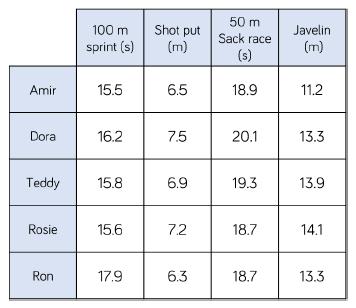 100 m sprint (s) Shot put (m) 50 m Sack race (s) Javelin (m)
Amir 15.5 6.5 18.9 11.2
Dora 16.2 7.5 20.1 13.3
Teddy 15.8 6.9 19.3 13.9
Rosie 15.6 7.2 18.7 14.1
Ron 17.9 6.3 18.7 13.3